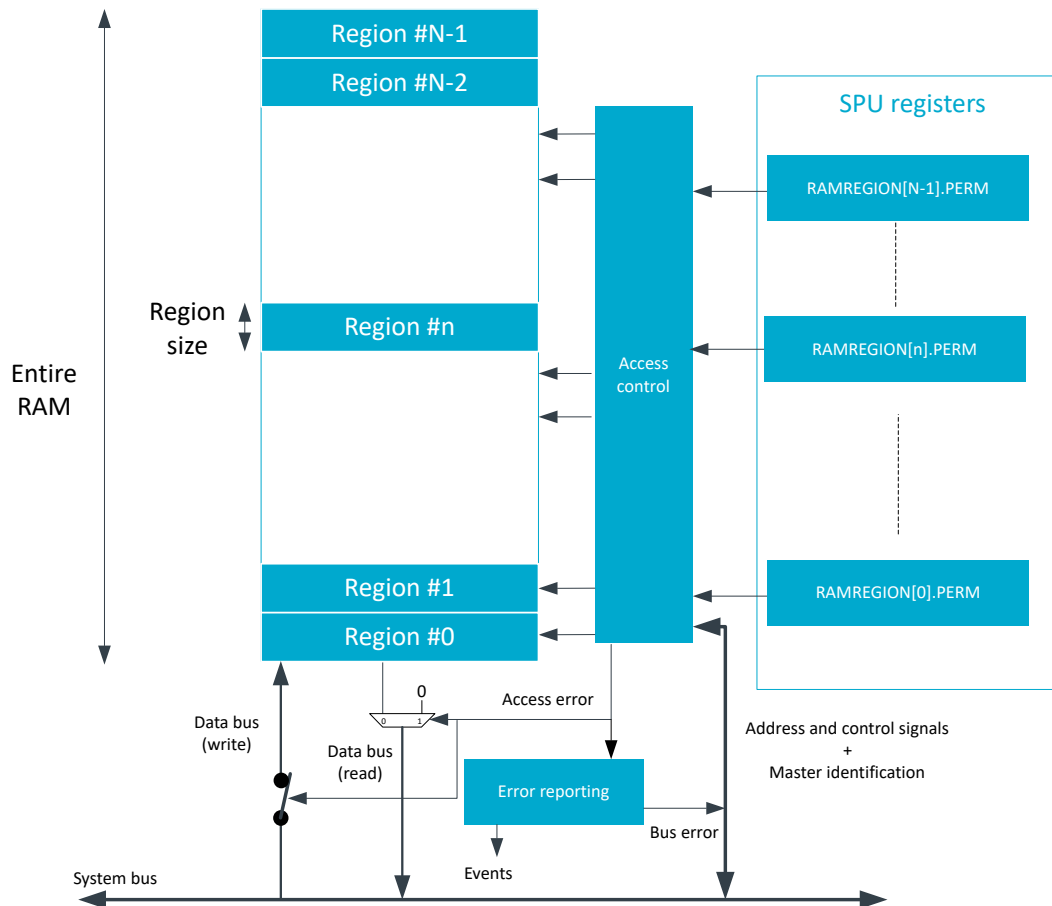 Region #N-1
Region #N-2
SPU registers
RAMREGION[N-1].PERM
Region
size
Region #n
RAMREGION[n].PERM
Entire
RAM
Access
control
Region #1
RAMREGION[0].PERM
Region #0
0
0 1
Access error
Data bus
(write)
Data bus
(read)
Address and control signals
+
Master identification
Error reporting
Bus error
Events
System bus